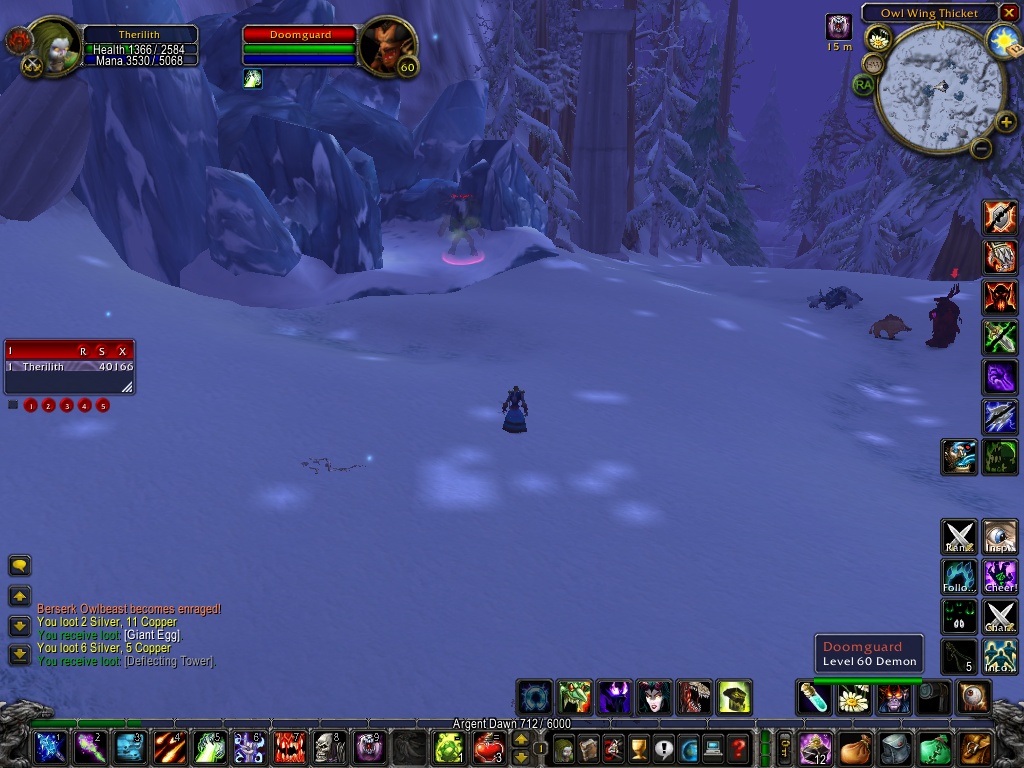 Therilith
Health 1366 / 2584
Mana 3530 / 5068
Doomguard
60
15 m
Owl Wing Thicket
N
RA
I R S X
1. Therilith 40166
1 2 3 4 5
Follo...
Cheer!
Char...
5
Berserk Owlbeast becomes enraged!
You loot 2 Silver, 11 Copper
You receive loot: [Giant Egg].
You loot 6 Silver, 5 Copper
You receive loot: [Deflecting Tower].
Doomguard
Level 60 Demon
Argent Dawn 712 / 6000
1 2 3 4 5 6 7 8 9 = 3 1 12